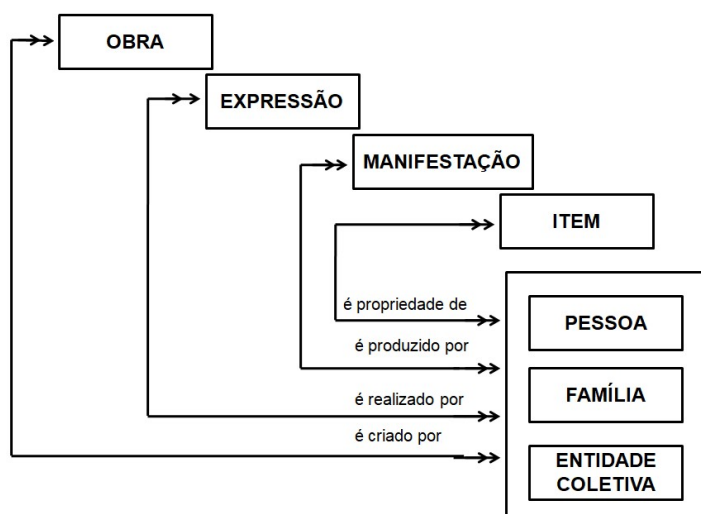 OBRA
EXPRESSÃO
MANIFESTAÇÃO
ITEM
é propriedade de
PESSOA
é produzido por
FAMÍLIA
é realizado por
é criado por
ENTIDADE
COLETIVA